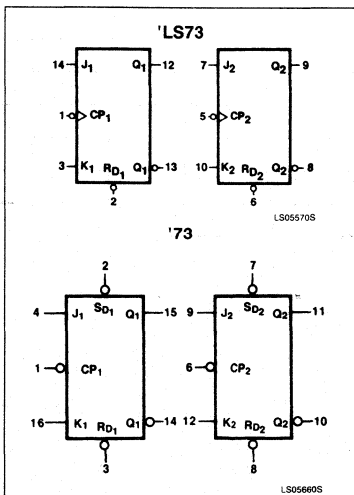 'LS73
14 J1 Q1 12 7 J2 Q2 9
1 CP1 5 CP2
3 K1 RD1 Q1 13 10 K2 RD2 Q2 8
2 6
LS05570S
'73
2 7
4 J1 SD1 Q1 15 9 J2 SD2 Q2 11
1 CP1 6 CP2
16 K1 RD1 Q1 14 12 K2 RD2 Q2 10
3 8
LS05660S